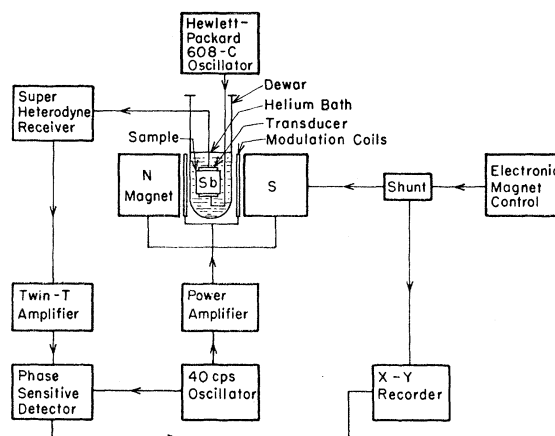 Hewlett-
Packard
608-C
Oscillator
Dewar
Helium Bath
Transducer
Modulation Coils
Super
Heterodyne
Receiver
Sample
N
Magnet
Sb
S
Shunt
Electronic
Magnet
Control
Twin-T
Amplifier
Power
Amplifier
Phase
Sensitive
Detector
40 cps
Oscillator
X-Y
Recorder